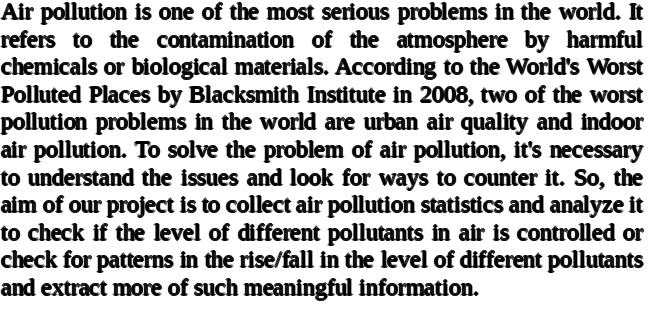 Air pollution is one of the most serious problems in the world. It
refers to the contamination of the atmosphere by harmful
chemicals or biological materials. According to the World's Worst
Polluted Places by Blacksmith Institute in 2008, two of the worst
pollution problems in the world are urban air quality and indoor
air pollution. To solve the problem of air pollution, it's necessary
to understand the issues and look for ways to counter it. So, the
aim of our project is to collect air pollution statistics and analyze it
to check if the level of different pollutants in air is controlled or
check for patterns in the rise/fall in the level of different pollutants
and extract more of such meaningful information.